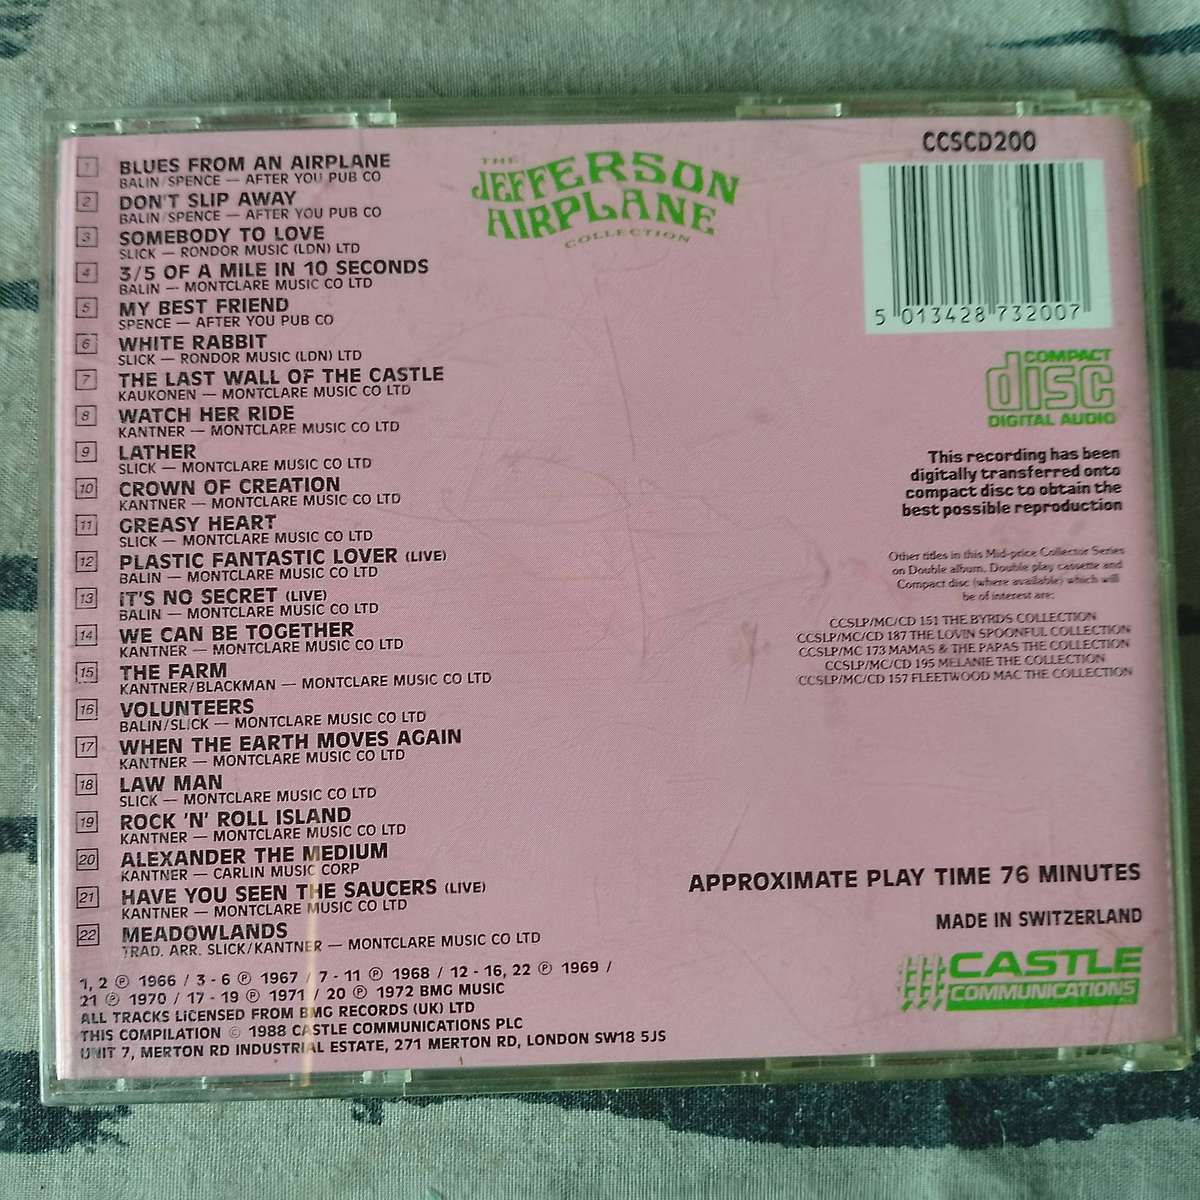 1 BLUES FROM AN AIRPLANE
BALIN/SPENCE — AFTER YOU PUB CO
2 DON'T SLIP AWAY
BALIN/SPENCE — AFTER YOU PUB CO
3 SOMEBODY TO LOVE
SLICK — RONDOR MUSIC (LDN) LTD
4 3/5 OF A MILE IN 10 SECONDS
BALIN — MONTCLARE MUSIC CO LTD
5 MY BEST FRIEND
SPENCE — AFTER YOU PUB CO
6 WHITE RABBIT
SLICK — RONDOR MUSIC (LDN) LTD
7 THE LAST WALL OF THE CASTLE
KAUKONEN — MONTCLARE MUSIC CO LTD
8 WATCH HER RIDE
KANTNER — MONTCLARE MUSIC CO LTD
9 LATHER
SLICK — MONTCLARE MUSIC CO LTD
10 CROWN OF CREATION
KANTNER — MONTCLARE MUSIC CO LTD
11 GREASY HEART
SLICK — MONTCLARE MUSIC CO LTD
12 PLASTIC FANTASTIC LOVER (LIVE)
BALIN — MONTCLARE MUSIC CO LTD
13 IT'S NO SECRET (LIVE)
BALIN — MONTCLARE MUSIC CO LTD
14 WE CAN BE TOGETHER
KANTNER — MONTCLARE MUSIC CO LTD
15 THE FARM
KANTNER/BLACKMAN — MONTCLARE MUSIC CO LTD
16 VOLUNTEERS
BALIN/SLICK — MONTCLARE MUSIC CO LTD
17 WHEN THE EARTH MOVES AGAIN
KANTNER — MONTCLARE MUSIC CO LTD
18 LAW MAN
SLICK — MONTCLARE MUSIC CO LTD
19 ROCK 'N' ROLL ISLAND
KANTNER — MONTCLARE MUSIC CO LTD
20 ALEXANDER THE MEDIUM
KANTNER — CARLIN MUSIC CORP
21 HAVE YOU SEEN THE SAUCERS (LIVE)
KANTNER — MONTCLARE MUSIC CO LTD
22 MEADOWLANDS
TRAD. ARR. SLICK/KANTNER — MONTCLARE MUSIC CO LTD
1, 2 ℗ 1966 / 3 - 6 ℗ 1967 / 7 - 11 ℗ 1968 / 12 - 16, 22 ℗ 1969 /
21 ℗ 1970 / 17 - 19 ℗ 1971 / 20 ℗ 1972 BMG MUSIC
ALL TRACKS LICENSED FROM BMG RECORDS (UK) LTD
THIS COMPILATION © 1988 CASTLE COMMUNICATIONS PLC
UNIT 7, MERTON RD INDUSTRIAL ESTATE, 271 MERTON RD, LONDON SW18 5JS
THE
JEFFERSON
AIRPLANE
COLLECTION
CCSCD200
5 013428 732007
COMPACT
disc
DIGITAL AUDIO
This recording has been
digitally transferred onto
compact disc to obtain the
best possible reproduction
Other titles in this Mid-price Collector Series
on Double album, Double play cassette and
Compact disc (where available) which will
be of interest are:
CCSLP/MC/CD 151 THE BYRDS COLLECTION
CCSLP/MC/CD 187 THE LOVIN SPOONFUL COLLECTION
CCSLP/MC 173 MAMAS & THE PAPAS THE COLLECTION
CCSLP/MC/CD 195 MELANIE THE COLLECTION
CCSLP/MC/CD 157 FLEETWOOD MAC THE COLLECTION
APPROXIMATE PLAY TIME 76 MINUTES
MADE IN SWITZERLAND
CASTLE
COMMUNICATIONS
PLC